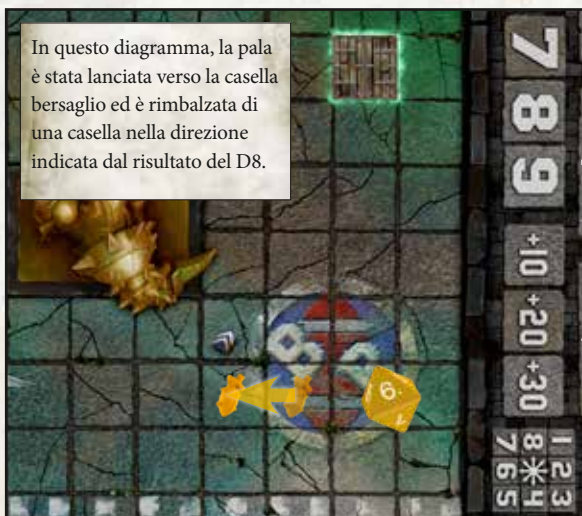 In questo diagramma, la pala
è stata lanciata verso la casella
bersaglio ed è rimbalzata di
una casella nella direzione
indicata dal risultato del D8.
7
8
9
+10
+20
+30
1 2 3
8 4
7 6 5
6